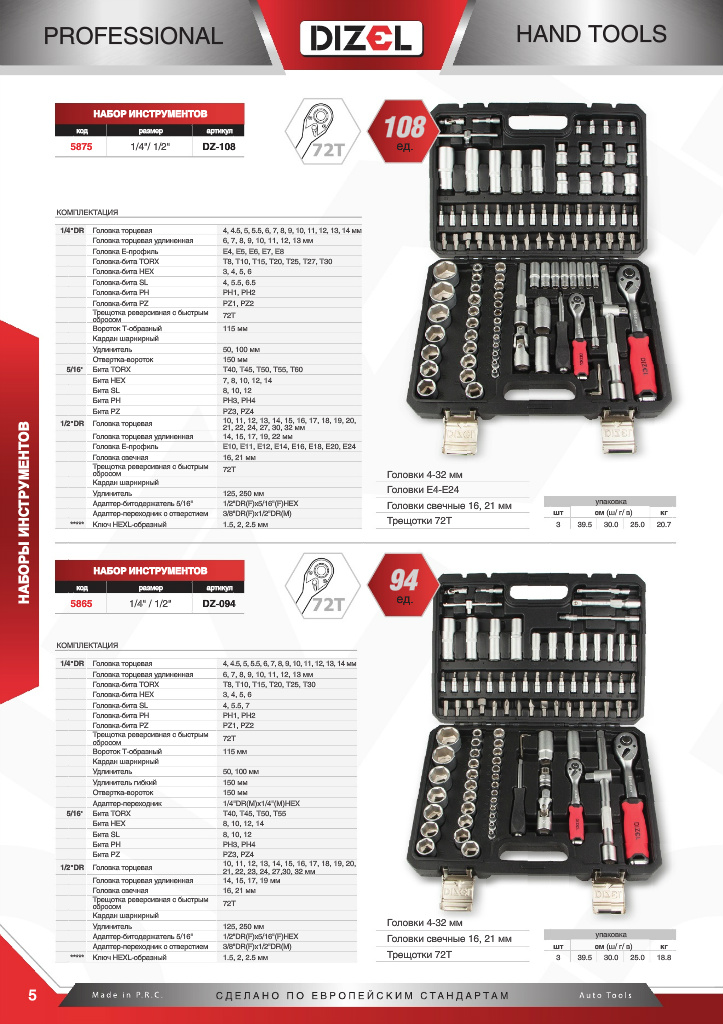 PROFESSIONAL
DIZEL
HAND TOOLS
НАБОР ИНСТРУМЕНТОВ
код размер артикул
5875 1/4"/ 1/2" DZ-108
72T
108
ед.
КОМПЛЕКТАЦИЯ
1/4"DR Головка торцевая 4, 4.5, 5, 5.5, 6, 7, 8, 9, 10, 11, 12, 13, 14 мм
Головка торцевая удлиненная 6, 7, 8, 9, 10, 11, 12, 13 мм
Головка Е-профиль E4, E5, E6, E7, E8
Головка-бита TORX T8, T10, T15, T20, T25, T27, T30
Головка-бита HEX 3, 4, 5, 6
Головка-бита SL 4, 5.5, 6.5
Головка-бита PH PH1, PH2
Головка-бита PZ PZ1, PZ2
Трещотка реверсивная с быстрым
сбросом 72T
Вороток Т-образный 115 мм
Кардан шарнирный
Удлинитель 50, 100 мм
Отвертка-вороток 150 мм
5/16" Бита TORX T40, T45, T50, T55, T60
Бита HEX 7, 8, 10, 12, 14
Бита SL 8, 10, 12
Бита PH PH3, PH4
Бита PZ PZ3, PZ4
1/2"DR Головка торцевая 10, 11, 12, 13, 14, 15, 16, 17, 18, 19, 20,
21, 22, 24, 27, 30, 32 мм
Головка торцевая удлиненная 14, 15, 17, 19, 22 мм
Головка Е-профиль E10, E11, E12, E14, E16, E18, E20, E24
Головка свечная 16, 21 мм
Трещотка реверсивная с быстрым
сбросом 72T
Кардан шарнирный
Удлинитель 125, 250 мм
Адаптер-битодержатель 5/16" 1/2"DR(F)x5/16"(F)HEX
Адаптер-переходник с отверстием 3/8"DR(F)x1/2"DR(M)
***** Ключ HEXL-образный 1.5, 2, 2.5 мм
DIZEL
Головки 4-32 мм
Головки E4-E24
Головки свечные 16, 21 мм
Трещотки 72T
упаковка
шт см (ш/ г/ в) кг
3 39.5 30.0 25.0 20.7
НАБОРЫ ИНСТРУМЕНТОВ
НАБОР ИНСТРУМЕНТОВ
код размер артикул
5865 1/4" / 1/2" DZ-094
72T
94
ед.
КОМПЛЕКТАЦИЯ
1/4"DR Головка торцевая 4, 4.5, 5, 5.5, 6, 7, 8, 9, 10, 11, 12, 13, 14 мм
Головка торцевая удлиненная 6, 7, 8, 9, 10, 11, 12, 13 мм
Головка-бита TORX T8, T10, T15, T20, T25, T30
Головка-бита HEX 3, 4, 5, 6
Головка-бита SL 4, 5.5, 7
Головка-бита PH PH1, PH2
Головка-бита PZ PZ1, PZ2
Трещотка реверсивная с быстрым
сбросом 72T
Вороток Т-образный 115 мм
Кардан шарнирный
Удлинитель 50, 100 мм
Удлинитель гибкий 150 мм
Отвертка-вороток 150 мм
Адаптер-переходник 1/4"DR(M)x1/4"(M)HEX
5/16" Бита TORX T40, T45, T50, T55
Бита HEX 8, 10, 12, 14
Бита SL 8, 10, 12
Бита PH PH3, PH4
Бита PZ PZ3, PZ4
1/2"DR Головка торцевая 10, 11, 12, 13, 14, 15, 16, 17, 18, 19, 20,
21, 22, 23, 24, 27,30, 32 мм
Головка торцевая удлиненная 14, 15, 17, 19 мм
Головка свечная 16, 21 мм
Трещотка реверсивная с быстрым
сбросом 72T
Кардан шарнирный
Удлинитель 125, 250 мм
Адаптер-битодержатель 5/16" 1/2"DR(F)x5/16"(F)HEX
Адаптер-переходник с отверстием 3/8"DR(F)x1/2"DR(M)
***** Ключ HEXL-образный 1.5, 2, 2.5 мм
DIZEL
Головки 4-32 мм
Головки свечные 16, 21 мм
Трещотки 72T
упаковка
шт см (ш/ г/ в) кг
3 39.5 30.0 25.0 18.8
5
Made in P.R.C.
СДЕЛАНО ПО ЕВРОПЕЙСКИМ СТАНДАРТАМ
Auto Tools